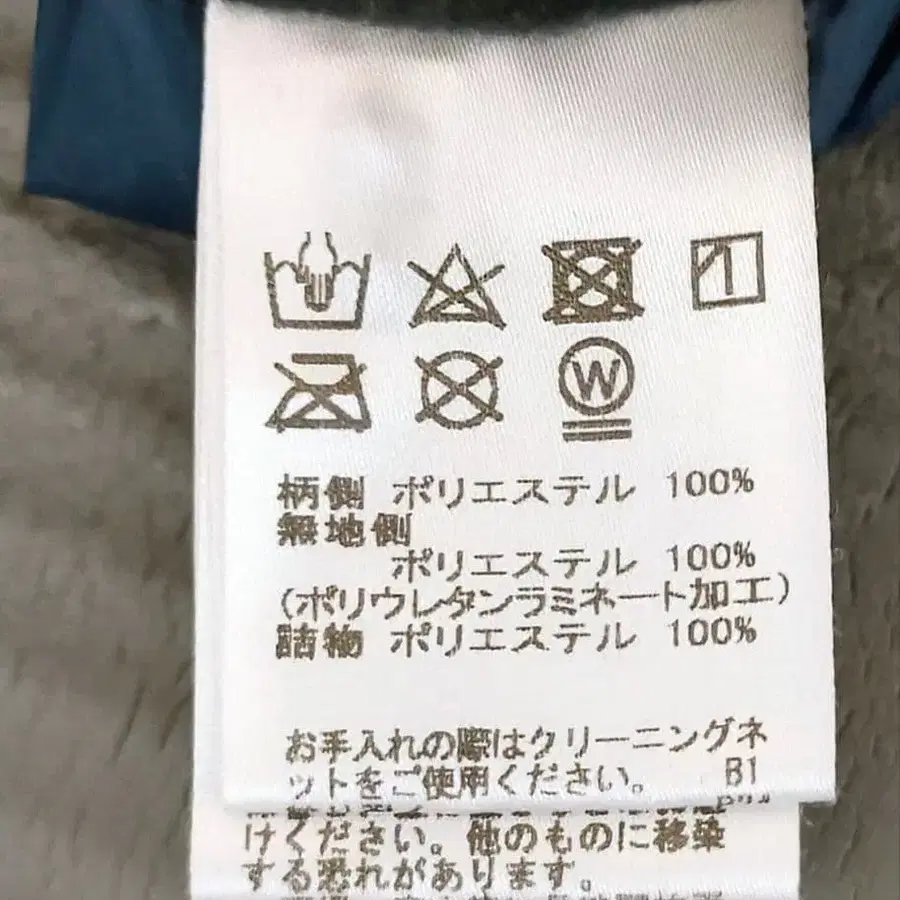 W
柄側 ポリエステル 100%
無地側
ポリエステル 100%
(ポリウレタンラミネート加工)
詰物 ポリエステル 100%
お手入れの際はクリーニングネ
ットをご使用ください。 B1
けください。他のものに移染
する恐れがあります。